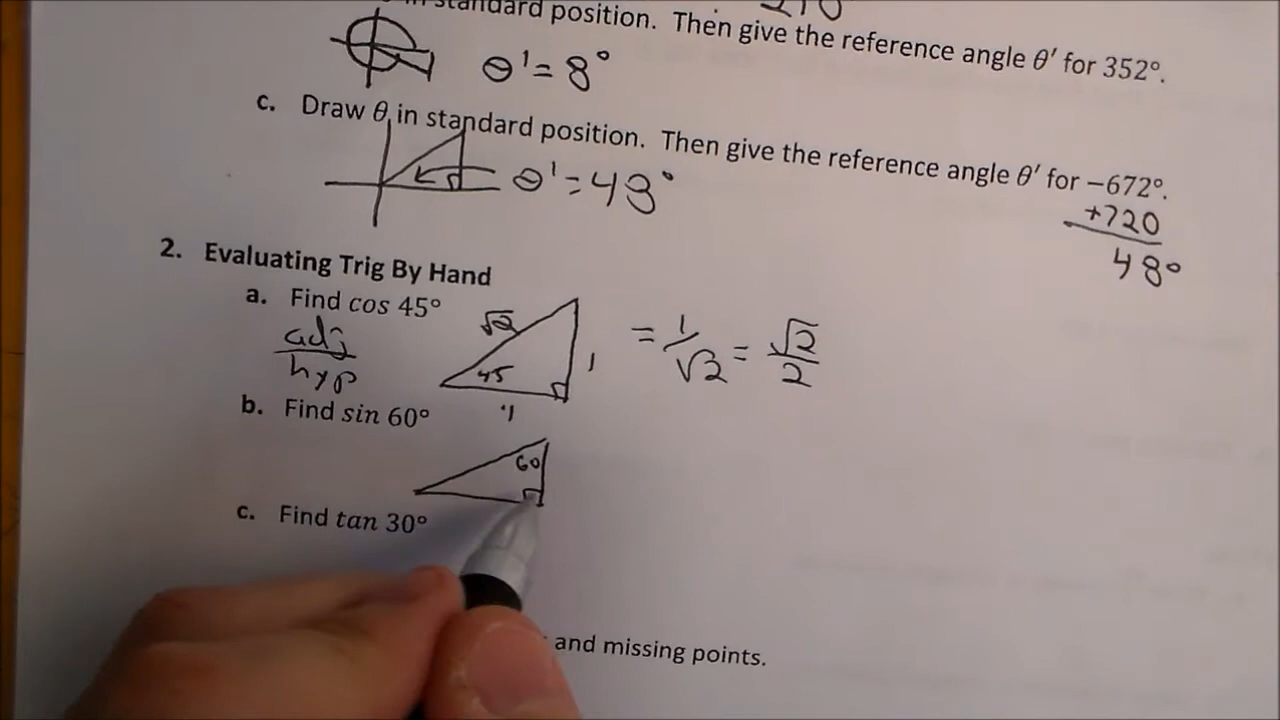 in standard position. Then give the reference angle θ′ for 352°.
θ' = 8°
c. Draw θ in standard position. Then give the reference angle θ′ for −672°.
θ' = 48°
+720
48°
2. Evaluating Trig By Hand
a. Find cos 45°
adj
hyp
√2
45
1
1
= 1/√2 = √2/2
b. Find sin 60°
60
c. Find tan 30°
and missing points.